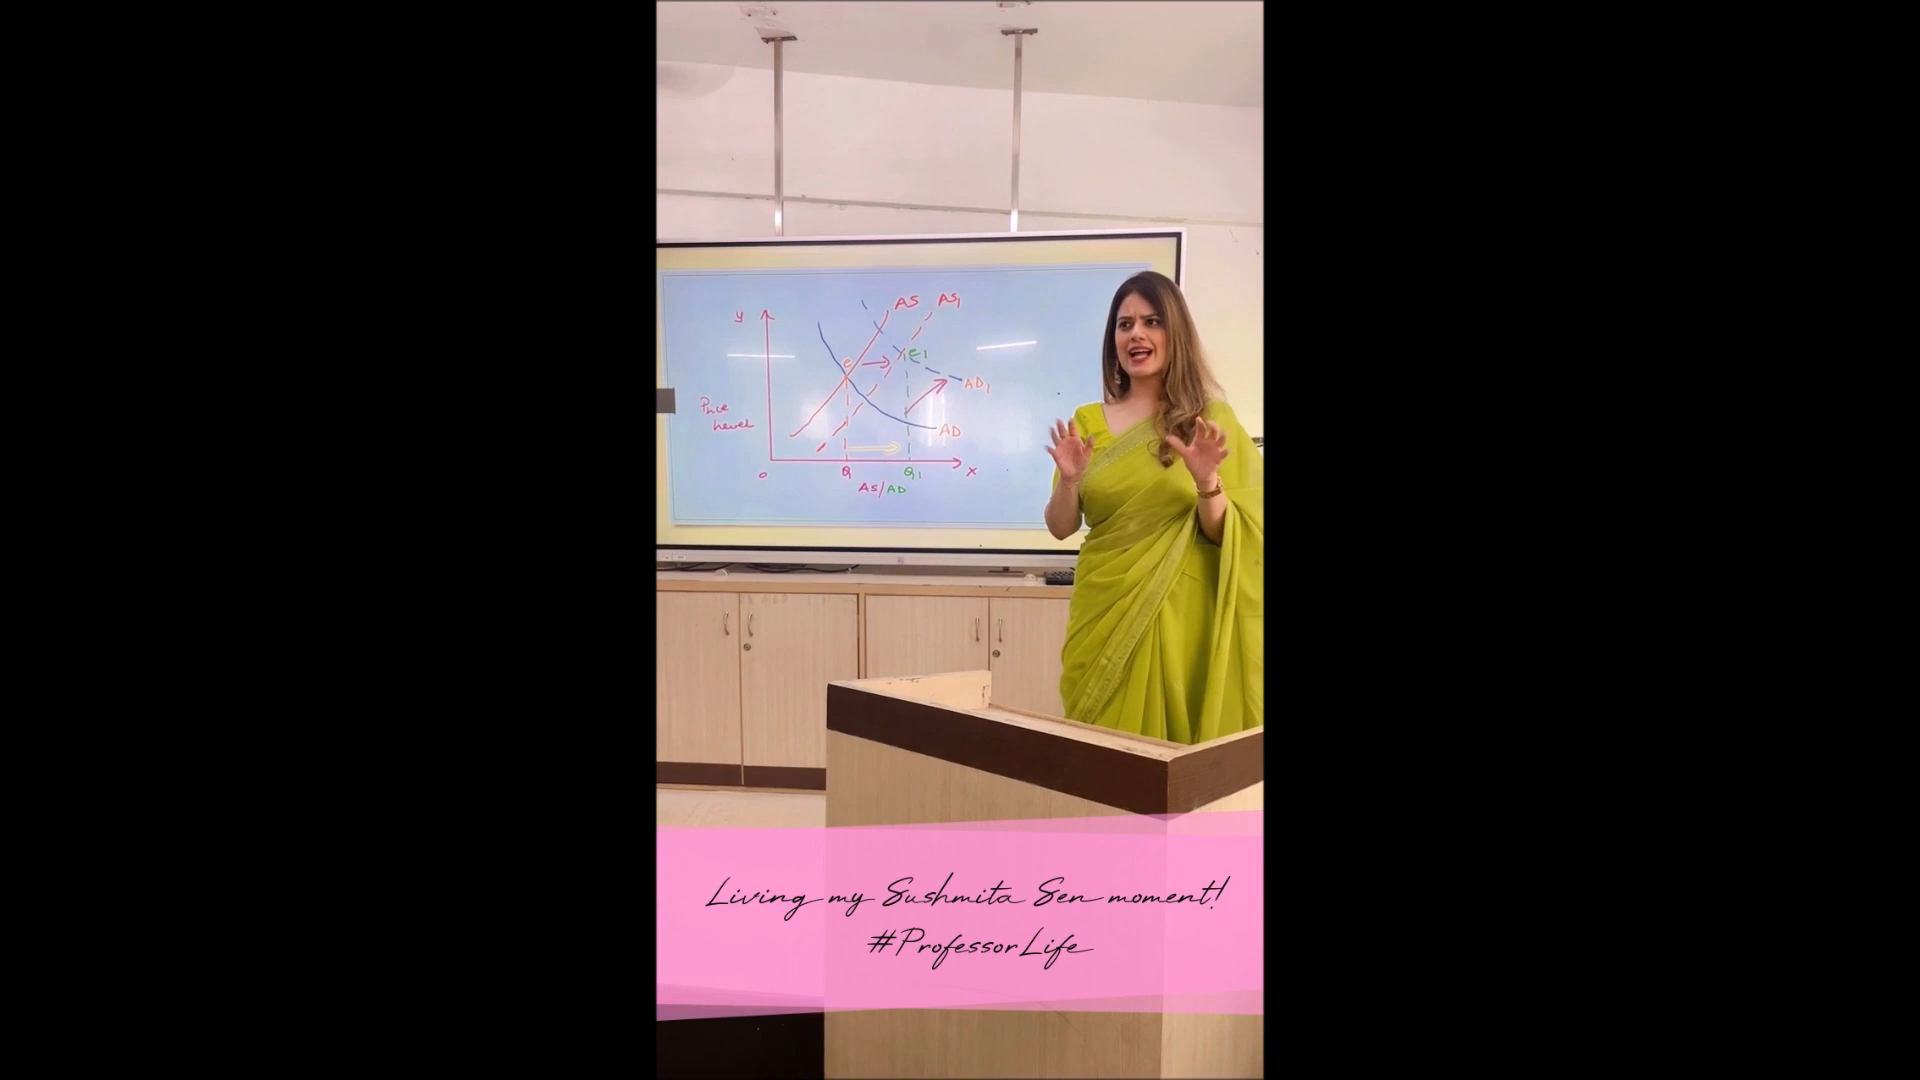 AS AS1
y
e e1
AD1
Price
Level
AD
o Q Q1 x
AS/AD
Living my Sushmita Sen moment!
#ProfessorLife